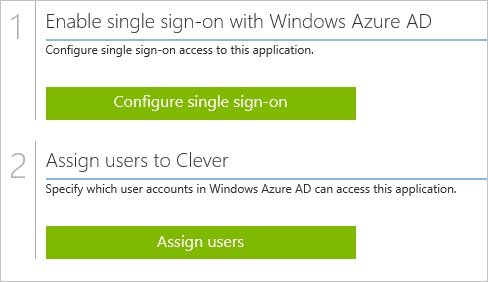 1
Enable single sign-on with Windows Azure AD
Configure single sign-on access to this application.
Configure single sign-on
2
Assign users to Clever
Specify which user accounts in Windows Azure AD can access this application.
Assign users